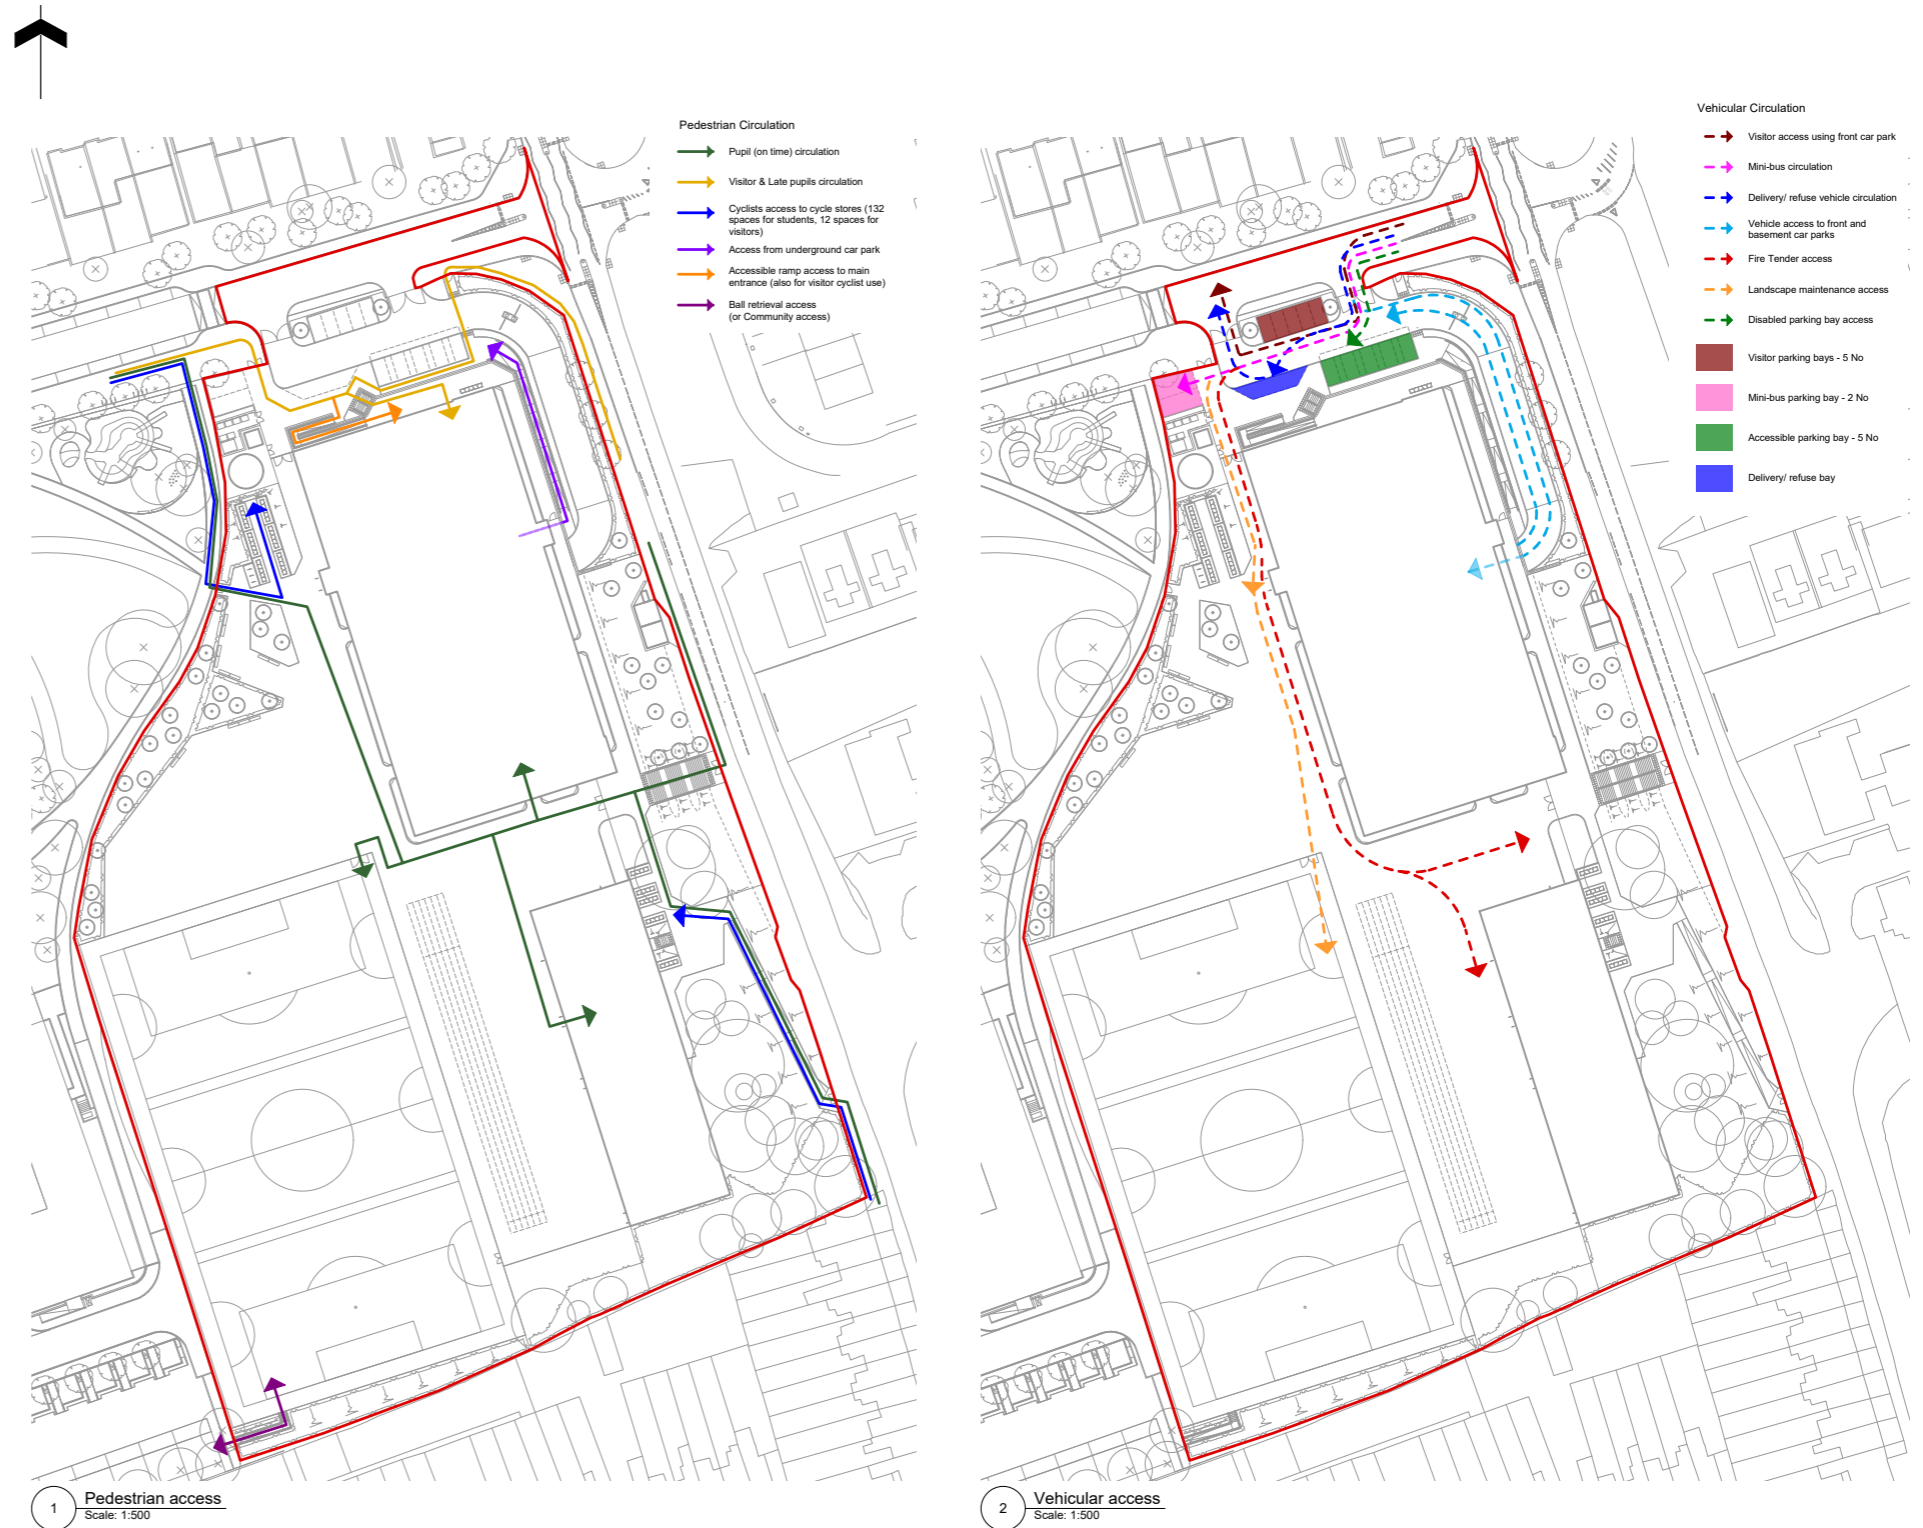 Pedestrian Circulation
Pupil (on time) circulation
Visitor & Late pupils circulation
Cyclists access to cycle stores (132
spaces for students, 12 spaces for
visitors)
Access from underground car park
Accessible ramp access to main
entrance (also for visitor cyclist use)
Ball retrieval access
(or Community access)
Vehicular Circulation
Visitor access using front car park
Mini-bus circulation
Delivery/ refuse vehicle circulation
Vehicle access to front and
basement car parks
Fire Tender access
Landscape maintenance access
Disabled parking bay access
Visitor parking bays - 5 No
Mini-bus parking bay - 2 No
Accessible parking bay - 5 No
Delivery/ refuse bay
1
Pedestrian access
Scale: 1:500
2
Vehicular access
Scale: 1:500